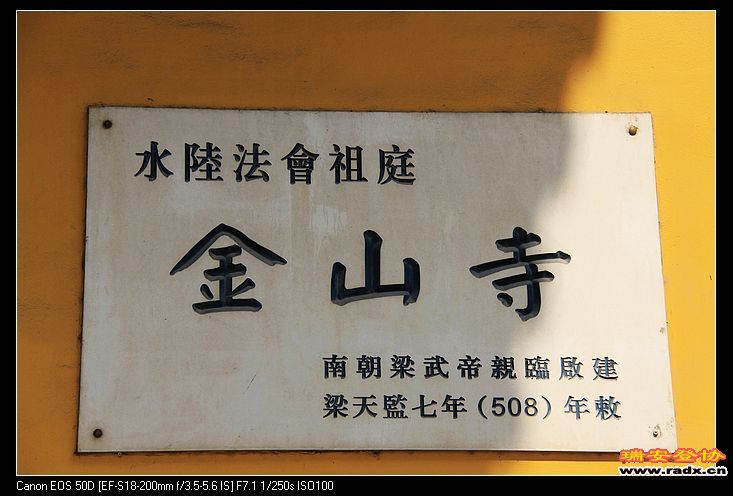 水陸法會祖庭
金山寺
南朝梁武帝親臨啟建
梁天監七年(508)年敕
瑞安登协
www.radx.cn
Canon EOS 50D [EF-S18-200mm f/3.5-5.6 IS] F7.1 1/250s ISO100